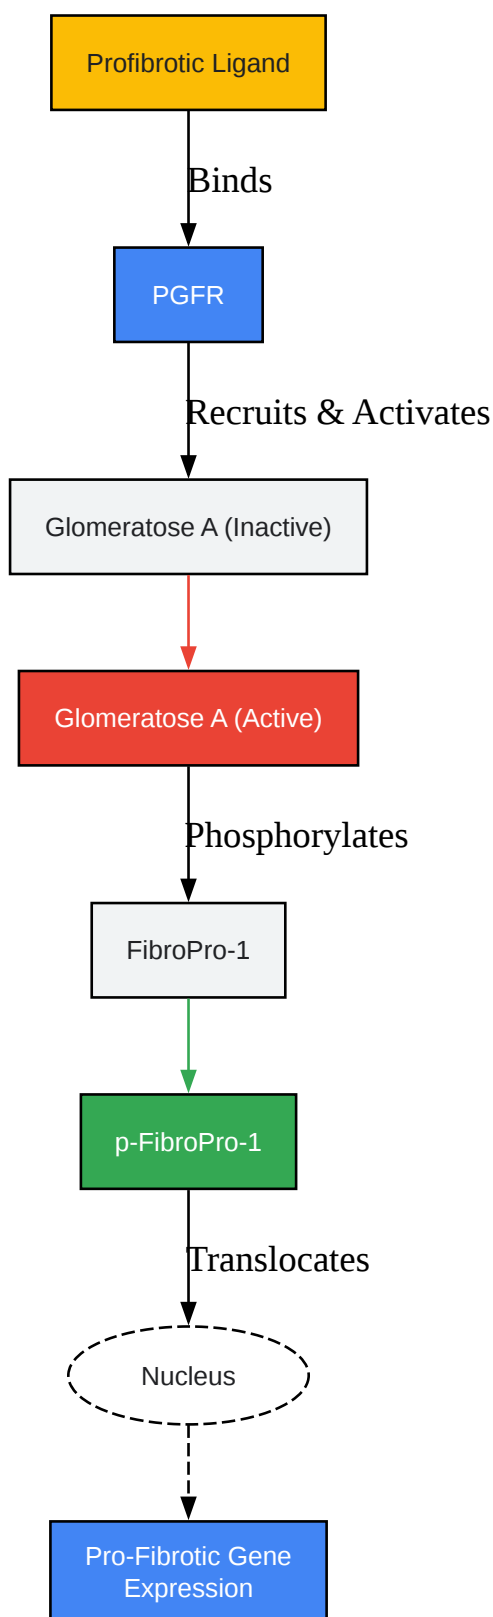 Profibrotic Ligand
Binds
PGFR
Recruits & Activates
Glomeratose A (Inactive)
Glomeratose A (Active)
Phosphorylates
FibroPro-1
p-FibroPro-1
Translocates
Nucleus
Pro-Fibrotic Gene
Expression